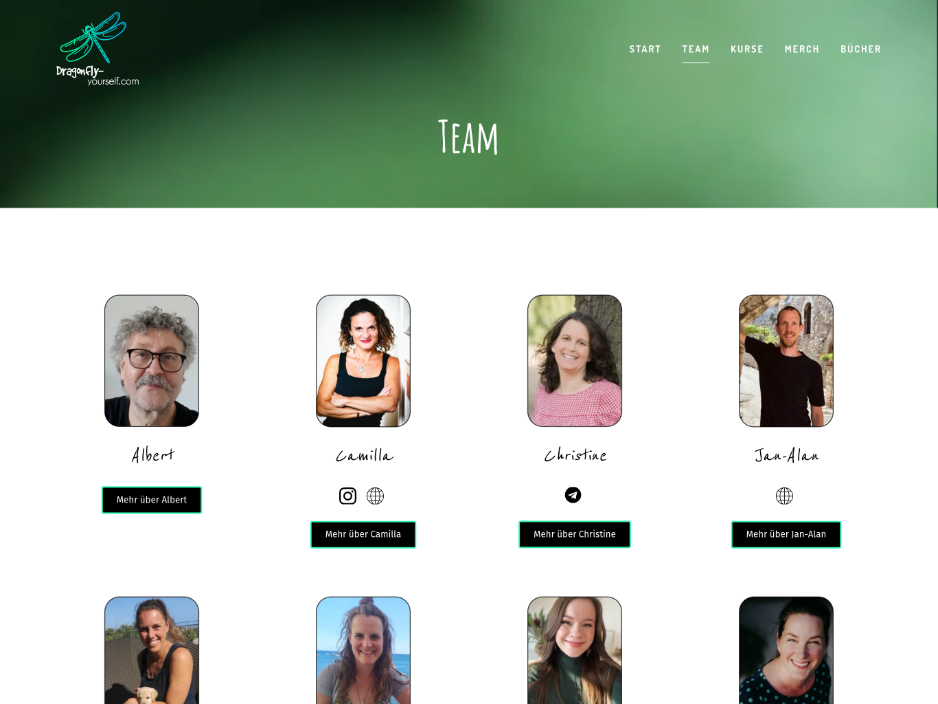 START TEAM KURSE MERCH BÜCHER
Dragonfly-
yourself.com
Team
Albert Camilla Christine Jan-Alan
Mehr über Albert
Mehr über Camilla Mehr über Christine Mehr über Jan-Alan